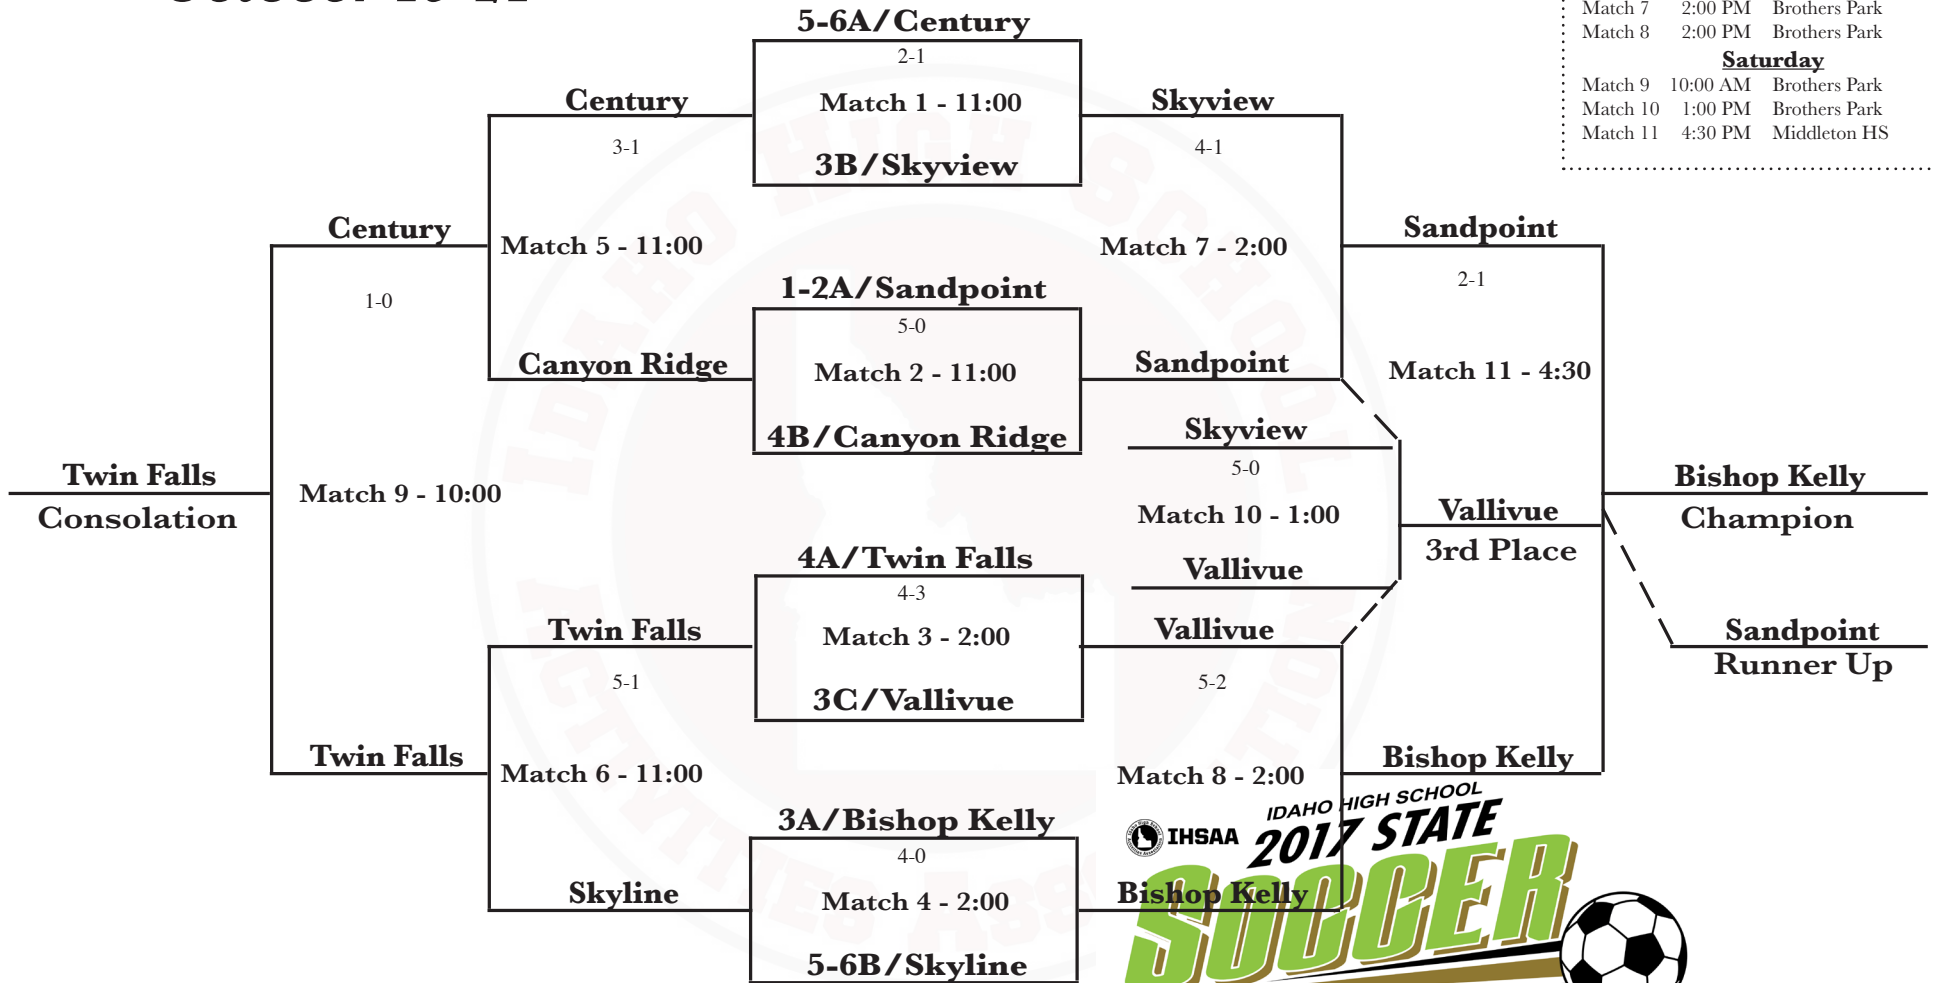 Match 7 2:00 PM Brothers Park
5-6A/Century
Match 8 2:00 PM Brothers Park
2-1
Saturday
Match 9 10:00 AM Brothers Park
Century
Match 1 - 11:00
Skyview
Match 10 1:00 PM Brothers Park
Match 11 4:30 PM Middleton HS
3-1
4-1
3B/Skyview
Century
Sandpoint
Match 5 - 11:00
Match 7 - 2:00
2-1
1-2A/Sandpoint
1-0
5-0
Canyon Ridge
Match 2 - 11:00
Sandpoint
Match 11 - 4:30
Skyview
4B/Canyon Ridge
5-0
Twin Falls
Consolation
Match 9 - 10:00
Bishop Kelly
Champion
Match 10 - 1:00
Vallivue
3rd Place
4A/Twin Falls
Vallivue
4-3
Twin Falls
Match 3 - 2:00
Vallivue
Sandpoint
Runner Up
5-1
5-2
3C/Vallivue
Twin Falls
Bishop Kelly
Match 6 - 11:00
Match 8 - 2:00
3A/Bishop Kelly
4-0
Skyline
Match 4 - 2:00
Bishop Kelly
5-6B/Skyline
IDAHO HIGH SCHOOL
IHSAA
2017 STATE
SOCCER
IDAHO HIGH SCHOOL